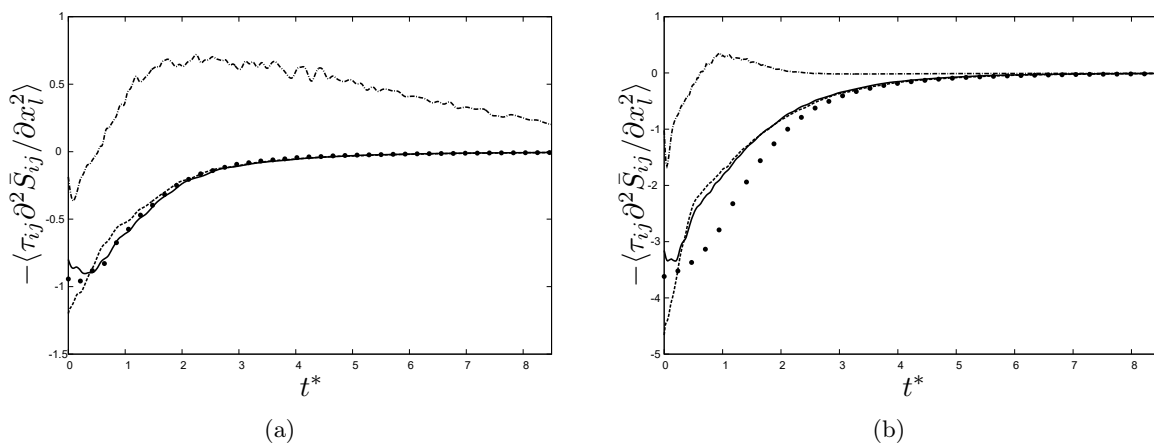 1
0.5
0
-0.5
-1
-1.5
−⟨τ_{ij}∂²S̄_{ij}/∂x_l²⟩
0 1 2 3 4 5 6 7 8
t*
(a)
1
0
-1
-2
-3
-4
-5
−⟨τ_{ij}∂²S̄_{ij}/∂x_l²⟩
0 1 2 3 4 5 6 7 8
t*
(b)